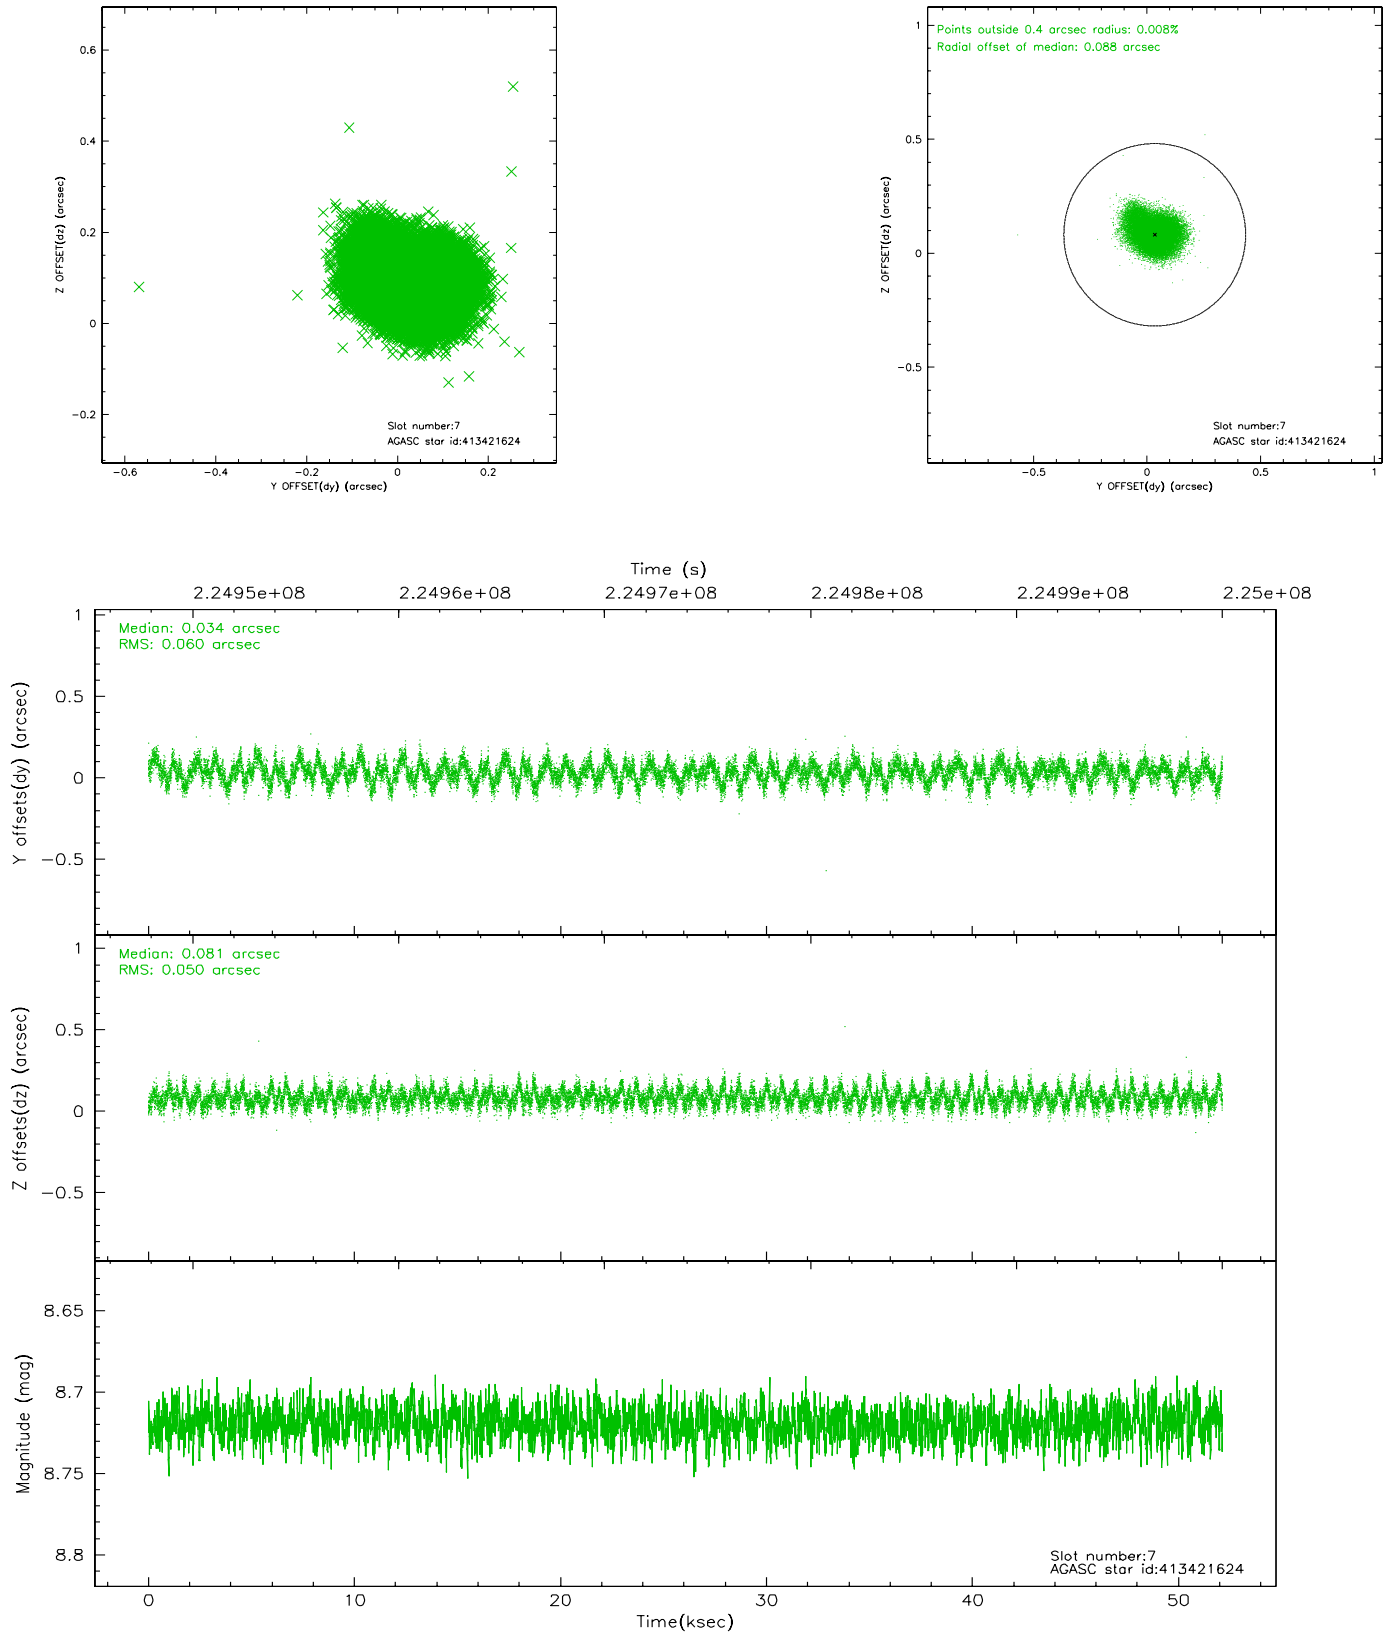 0.6
0.4
0.2
0
−0.2
Z OFFSET(dz) (arcsec)
Slot number:7
AGASC star id:413421624
−0.6 −0.4 −0.2 0 0.2
Y OFFSET(dy) (arcsec)
Points outside 0.4 arcsec radius: 0.008%
Radial offset of median: 0.088 arcsec
1
0.5
0
−0.5
Z OFFSET(dz) (arcsec)
Slot number:7
AGASC star id:413421624
−0.5 0 0.5 1
Y OFFSET(dy) (arcsec)
Time (s)
2.2495e+08 2.2496e+08 2.2497e+08 2.2498e+08 2.2499e+08 2.25e+08
Median: 0.034 arcsec
RMS: 0.060 arcsec
1
0.5
0
−0.5
Y offsets(dy) (arcsec)
Median: 0.081 arcsec
RMS: 0.050 arcsec
1
0.5
0
−0.5
Z offsets(dz) (arcsec)
8.65
8.7
8.75
8.8
Magnitude (mag)
Slot number:7
AGASC star id:413421624
0 10 20 30 40 50
Time(ksec)